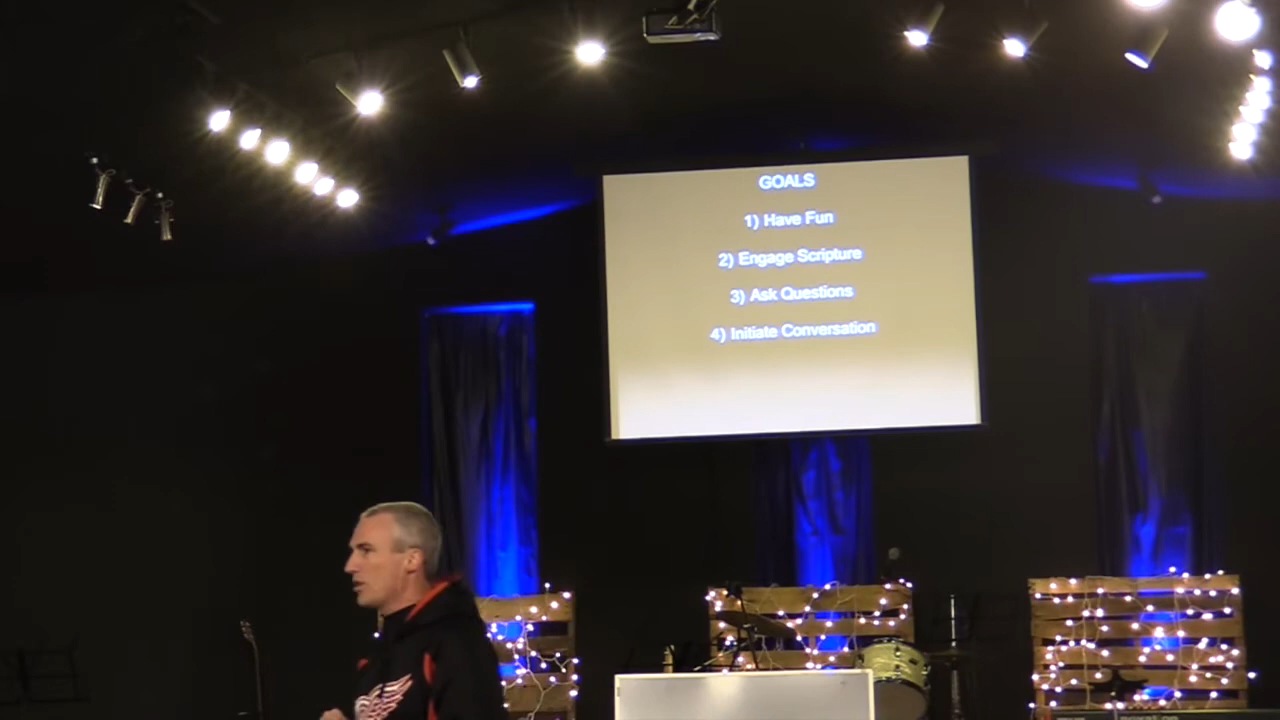 GOALS
1) Have Fun
2) Engage Scripture
3) Ask Questions
4) Initiate Conversation